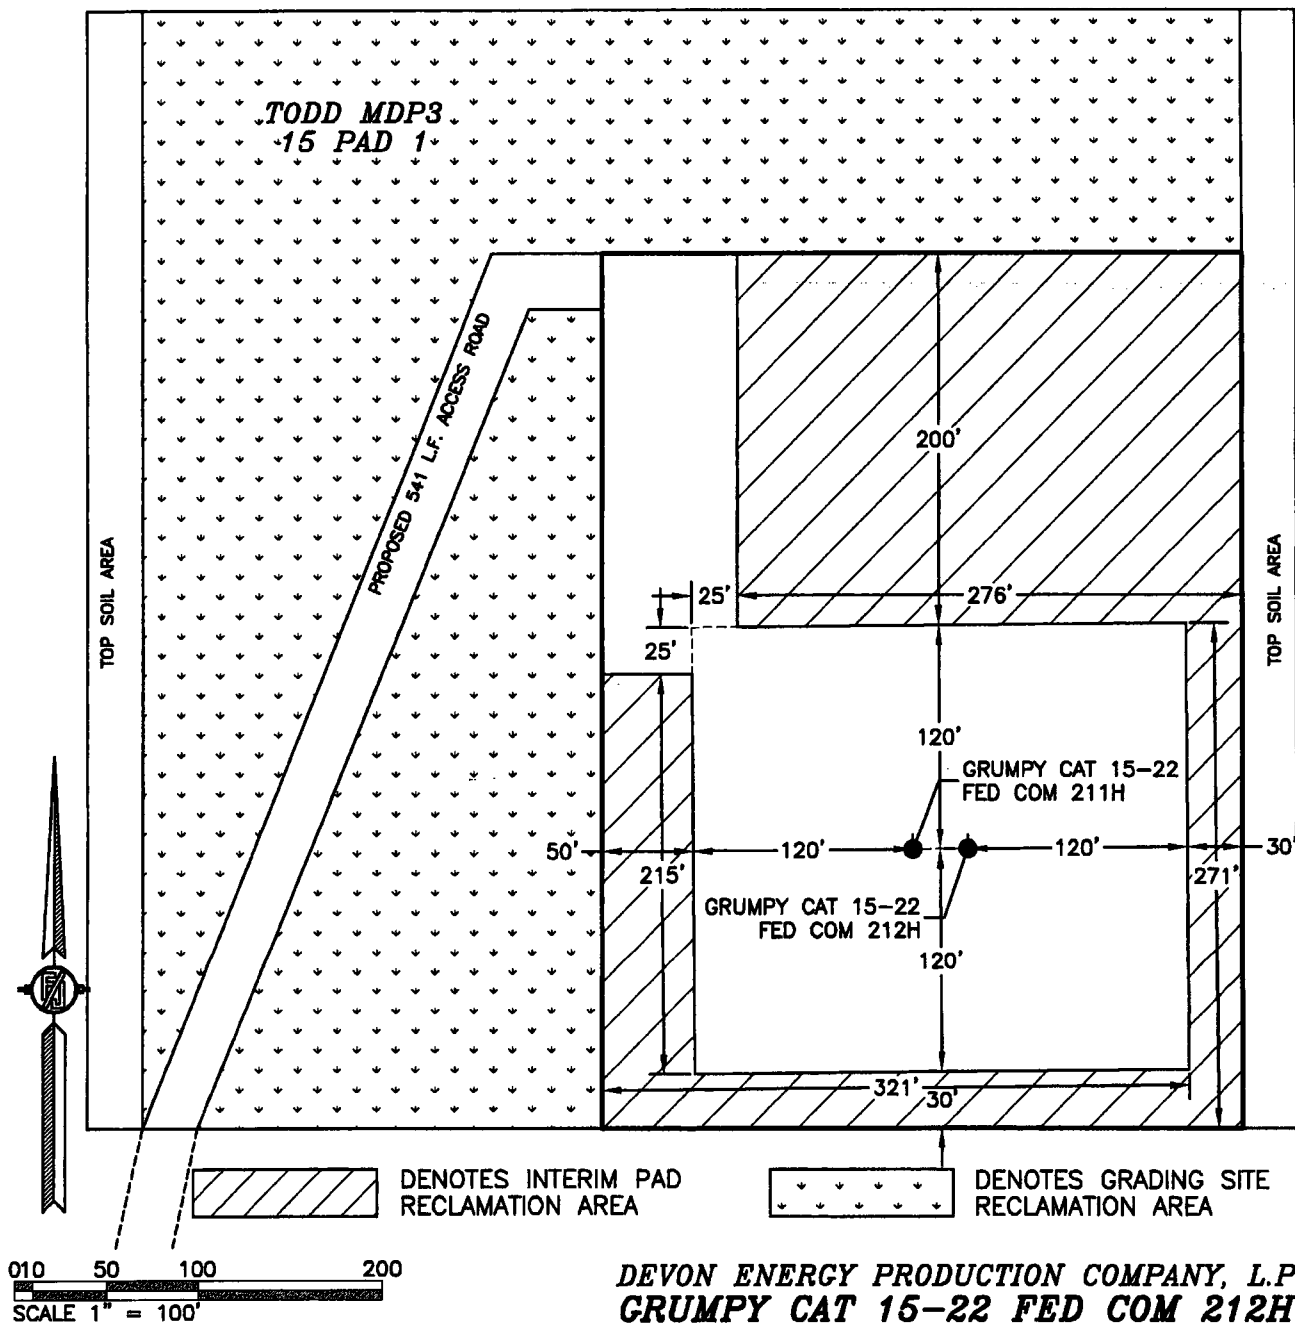 TODD MDP3
15 PAD 1
PROPOSED 541 L.F. ACCESS ROAD
TOP SOIL AREA
TOP SOIL AREA
200'
25'
276'
25'
120'
GRUMPY CAT 15-22
FED COM 211H
50'
120'
120'
30'
215'
271'
GRUMPY CAT 15-22
FED COM 212H
120'
321'
30'
DENOTES INTERIM PAD
RECLAMATION AREA
DENOTES GRADING SITE
RECLAMATION AREA
010 50 100 200
SCALE 1" = 100'
DEVON ENERGY PRODUCTION COMPANY, L.P
GRUMPY CAT 15-22 FED COM 212H